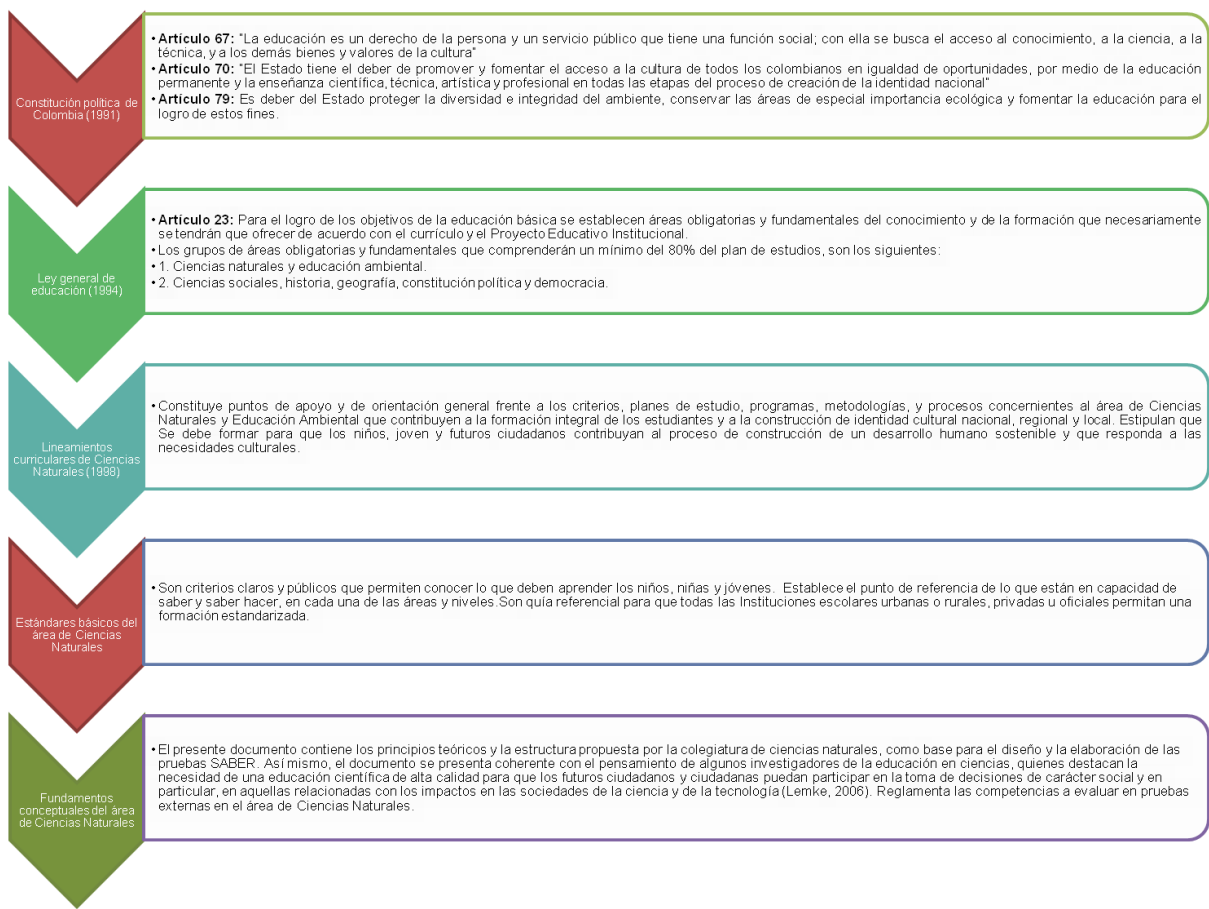 Constitución política de
Colombia (1991)
• Artículo 67: "La educación es un derecho de la persona y un servicio público que tiene una función social; con ella se busca el acceso al conocimiento, a la ciencia, a la
técnica, y a los demás bienes y valores de la cultura"
• Artículo 70: "El Estado tiene el deber de promover y fomentar el acceso a la cultura de todos los colombianos en igualdad de oportunidades, por medio de la educación
permanente y la enseñanza científica, técnica, artística y profesional en todas las etapas del proceso de creación de la identidad nacional"
• Artículo 79: Es deber del Estado proteger la diversidad e integridad del ambiente, conservar las áreas de especial importancia ecológica y fomentar la educación para el
logro de estos fines.
Ley general de
educación (1994)
• Artículo 23: Para el logro de los objetivos de la educación básica se establecen áreas obligatorias y fundamentales del conocimiento y de la formación que necesariamente
se tendrán que ofrecer de acuerdo con el currículo y el Proyecto Educativo Institucional.
• Los grupos de áreas obligatorias y fundamentales que comprenderán un mínimo del 80% del plan de estudios, son los siguientes:
• 1. Ciencias naturales y educación ambiental.
• 2. Ciencias sociales, historia, geografía, constitución política y democracia.
Lineamientos
curriculares de Ciencias
Naturales (1998)
• Constituye puntos de apoyo y de orientación general frente a los criterios, planes de estudio, programas, metodologías, y procesos concernientes al área de Ciencias
Naturales y Educación Ambiental que contribuyen a la formación integral de los estudiantes y a la construcción de identidad cultural nacional, regional y local. Estipulan que
Se debe formar para que los niños, joven y futuros ciudadanos contribuyan al proceso de construcción de un desarrollo humano sostenible y que responda a las
necesidades culturales.
Estándares básicos del
área de Ciencias
Naturales
• Son criterios claros y públicos que permiten conocer lo que deben aprender los niños, niñas y jóvenes. Establece el punto de referencia de lo que están en capacidad de
saber y saber hacer, en cada una de las áreas y niveles.Son guía referencial para que todas las Instituciones escolares urbanas o rurales, privadas u oficiales permitan una
formación estandarizada.
Fundamentos
conceptuales del área
de Ciencias Naturales
• El presente documento contiene los principios teóricos y la estructura propuesta por la colegiatura de ciencias naturales, como base para el diseño y la elaboración de las
pruebas SABER. Así mismo, el documento se presenta coherente con el pensamiento de algunos investigadores de la educación en ciencias, quienes destacan la
necesidad de una educación científica de alta calidad para que los futuros ciudadanos y ciudadanas puedan participar en la toma de decisiones de carácter social y en
particular, en aquellas relacionadas con los impactos en las sociedades de la ciencia y de la tecnología (Lemke, 2006). Reglamenta las competencias a evaluar en pruebas
externas en el área de Ciencias Naturales.